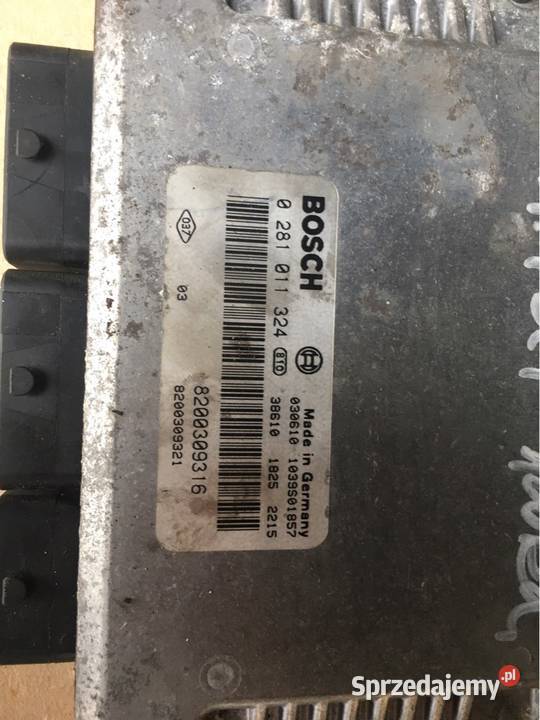 BOSCH
0 281 011 324 810
Made in Germany
030610 1039S01857
38610 1825 2215
037
03
8200309316
8200309321
Sprzedajemy.pl